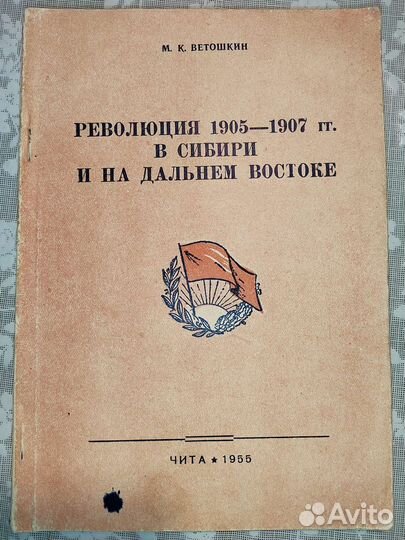 М. К. ВЕТОШКИН
РЕВОЛЮЦИЯ 1905—1907 гг.
В СИБИРИ
И НА ДАЛЬНЕМ ВОСТОКЕ
ЧИТА ★ 1955
Avito